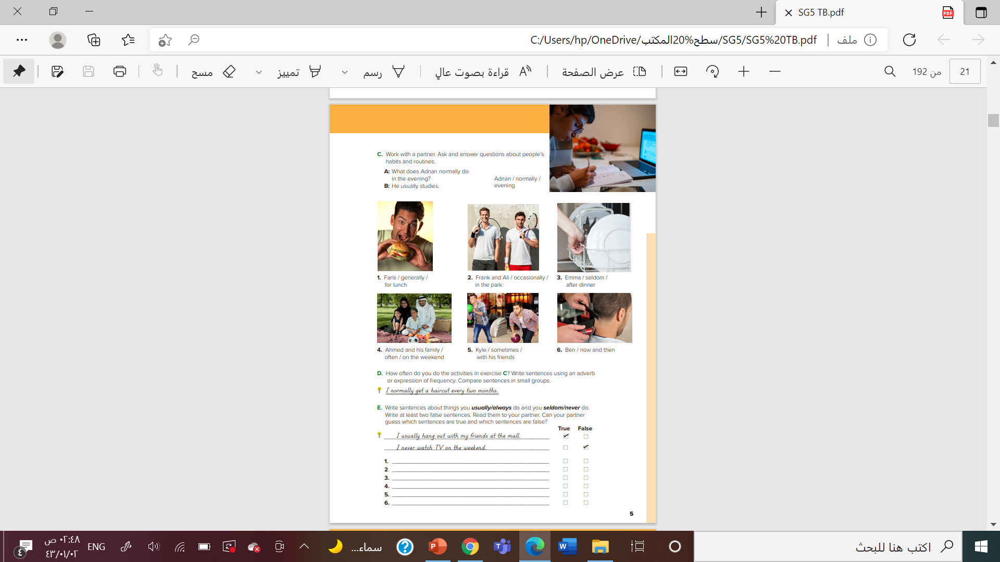 SG5 TB.pdf
C:/Users/hp/OneDrive/سطح%20المكتب/SG5/SG5%20TB.pdf
ملف
مسح
تمييز
رسم
قراءة بصوت عالٍ
عرض الصفحة
من 192
21
C. Work with a partner. Ask and answer questions about people's
habits and routines.
A: What does Adnan normally do
in the evening?
B: He usually studies.
Adnan / normally /
evening
1. Faris / generally /
for lunch
2. Frank and Ali / occasionally /
in the park
3. Emma / seldom /
after dinner
4. Ahmed and his family /
often / on the weekend
5. Kyle / sometimes /
with his friends
6. Ben / now and then
D. How often do you do the activities in exercise C? Write sentences using an adverb
or expression of frequency. Compare sentences in small groups.
I normally get a haircut every two months.
E. Write sentences about things you usually/always do and you seldom/never do.
Write at least two false sentences. Read them to your partner. Can your partner
guess which sentences are true and which sentences are false?
True False
I usually hang out with my friends at the mall.
I never watch TV on the weekend.
1.
2.
3.
4.
5.
6.
5
٠٢:٤٨ ص
٤٣/٠١/٠٢
٤
ENG
سماء...
اكتب هنا للبحث